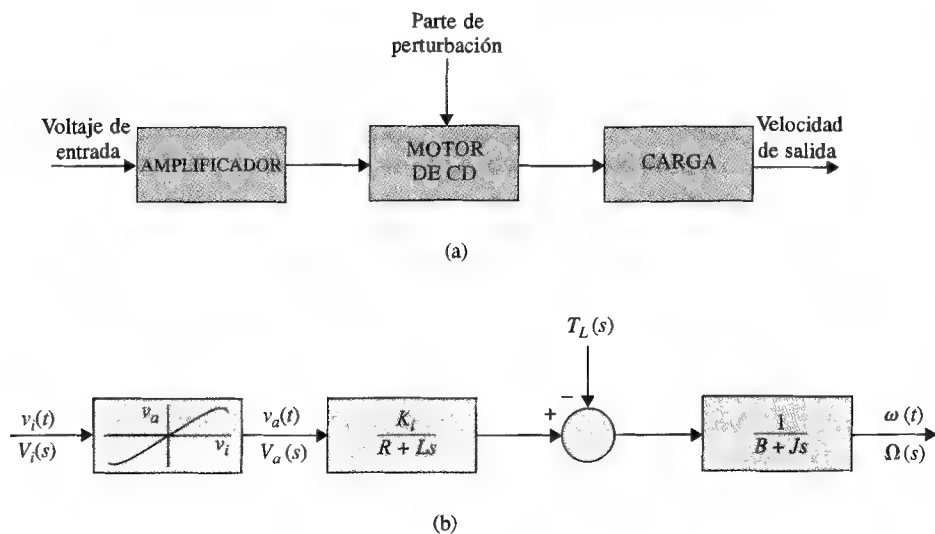 Parte de
perturbación
Voltaje de
entrada
AMPLIFICADOR
MOTOR
DE CD
CARGA
Velocidad
de salida
(a)
T_L(s)
v_i(t)
V_i(s)
v_a
v_i
v_a(t)
V_a(s)
K_i
R + Ls
+
−
1
B + Js
ω(t)
Ω(s)
(b)